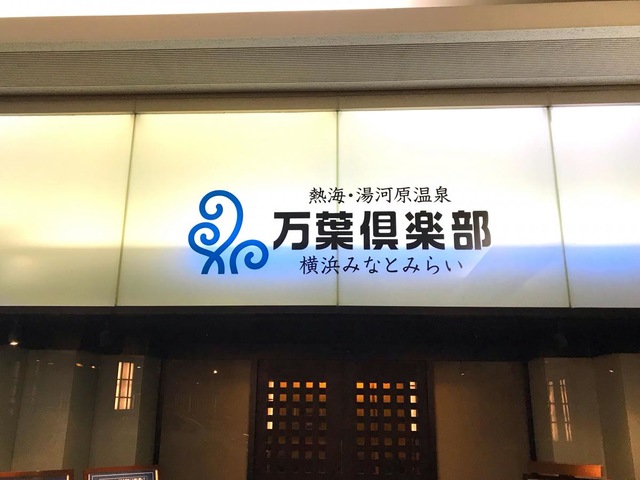 熱海・湯河原温泉
万葉倶楽部
横浜みなとみらい